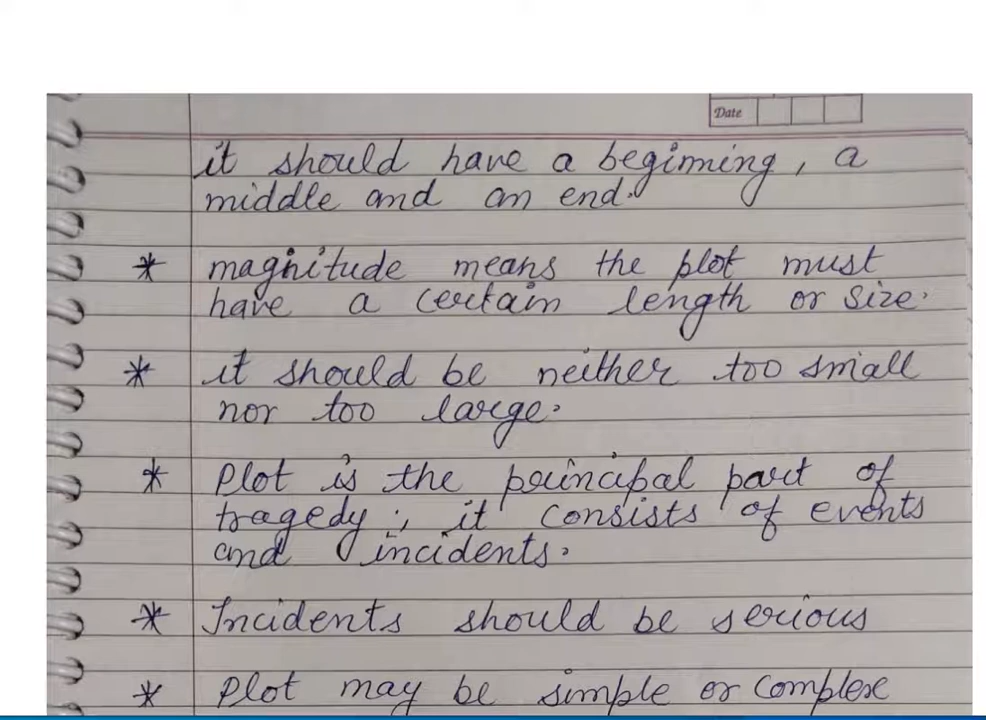 Date
it should have a beginning, a
middle and an end.
* magnitude means the plot must
have a certain length or size.
* it should be neither too small
nor too large.
* Plot is the principal part of
tragedy; it consists of events
and incidents.
* Incidents should be serious
* Plot may be simple or complex